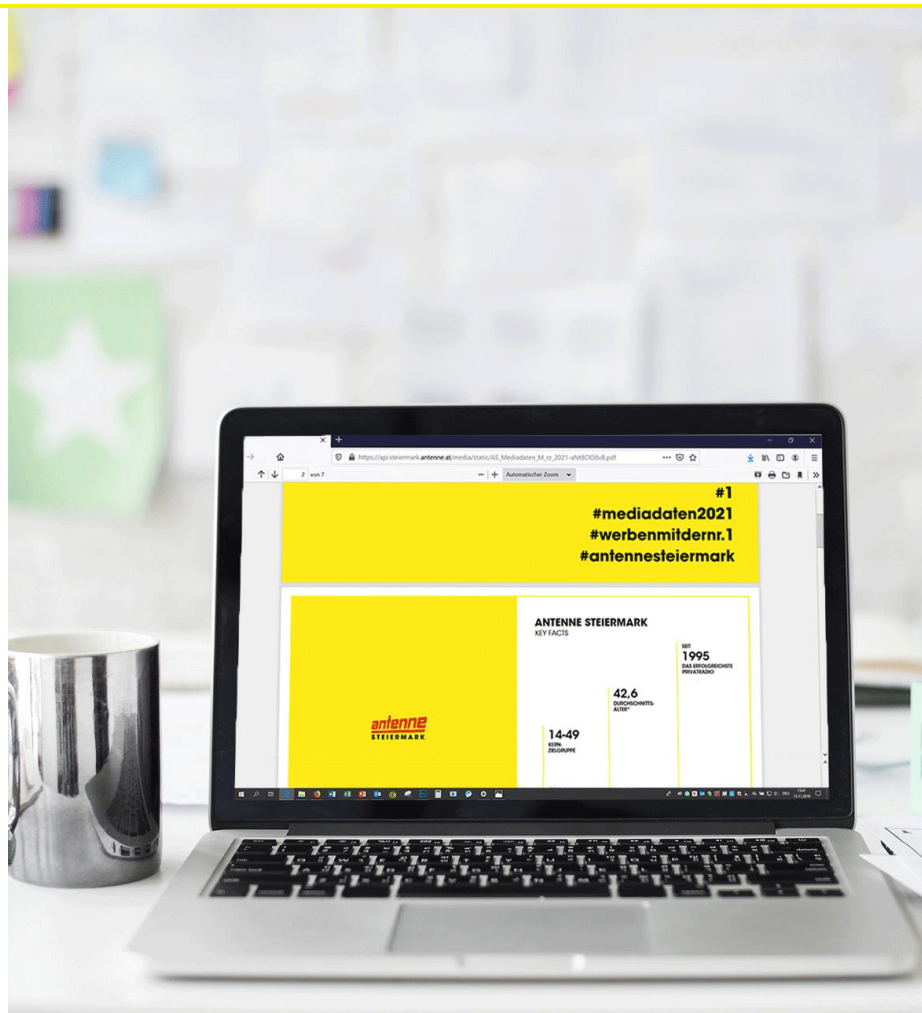 https://api.steiermark.antenne.at/media/static/AS_Mediadaten_M_rz_2021-aNt8ClDBvB.pdf
2 von 7
Automatischer Zoom
#1
#mediadaten2021
#werbenmitdernr.1
#antennesteiermark
antenne
STEIERMARK
ANTENNE STEIERMARK
KEY FACTS
SEIT
1995
DAS ERFOLGREICHSTE
PRIVATRADIO
42,6
DURCHSCHNITTS-
ALTER*
14-49
KERN-
ZIELGRUPPE